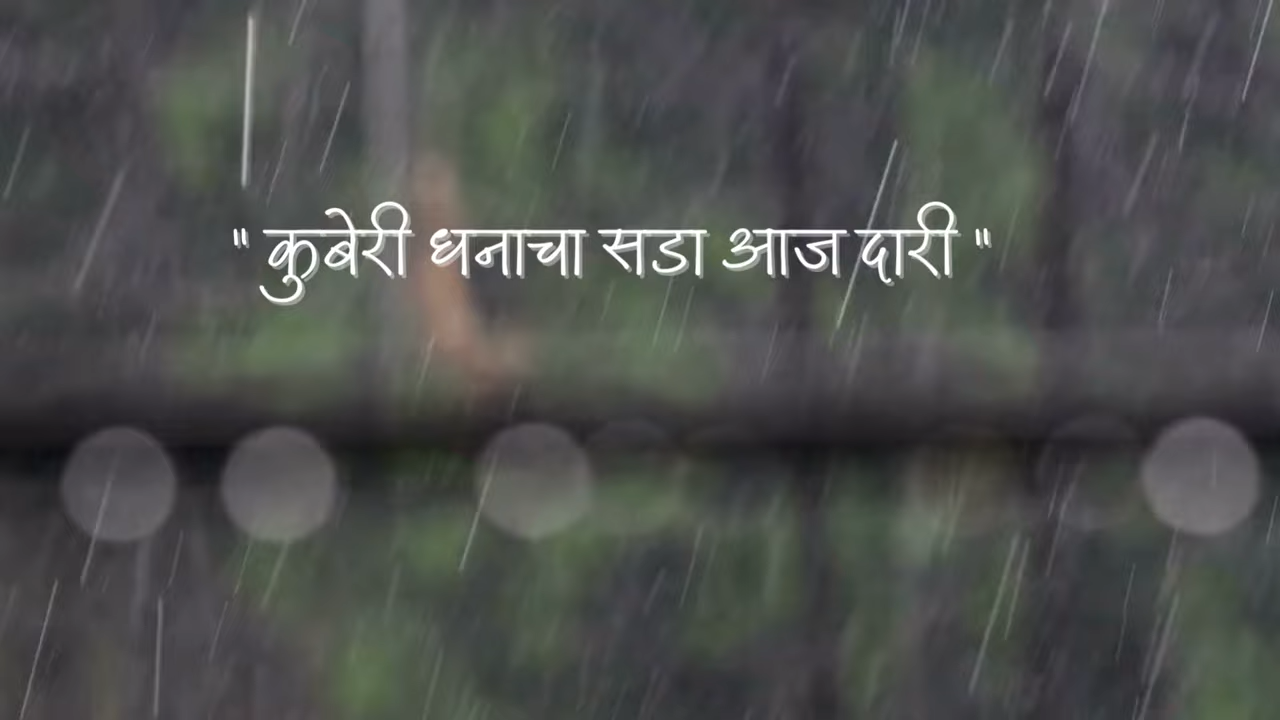 " कुबेरी धनाचा सडा आज दारी "